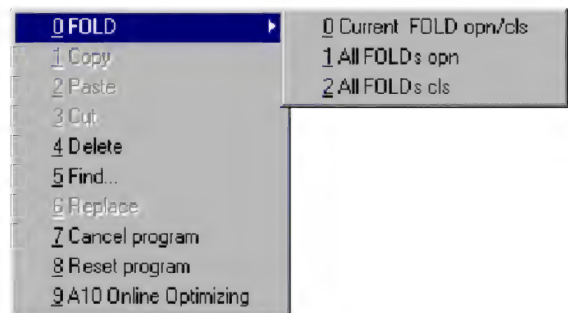 0 FOLD
1 Copy
2 Paste
3 Cut
4 Delete
5 Find...
6 Replace
7 Cancel program
8 Reset program
9 A10 Online Optimizing
0 Current FOLD opn/cls
1 All FOLDs opn
2 All FOLDs cls